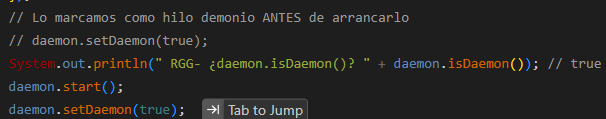 // Lo marcamos como hilo demonio ANTES de arrancarlo
// daemon.setDaemon(true);
System.out.println(" RGG- ¿daemon.isDaemon()? " + daemon.isDaemon()); // true
daemon.start();
daemon.setDaemon(true); Tab to Jump